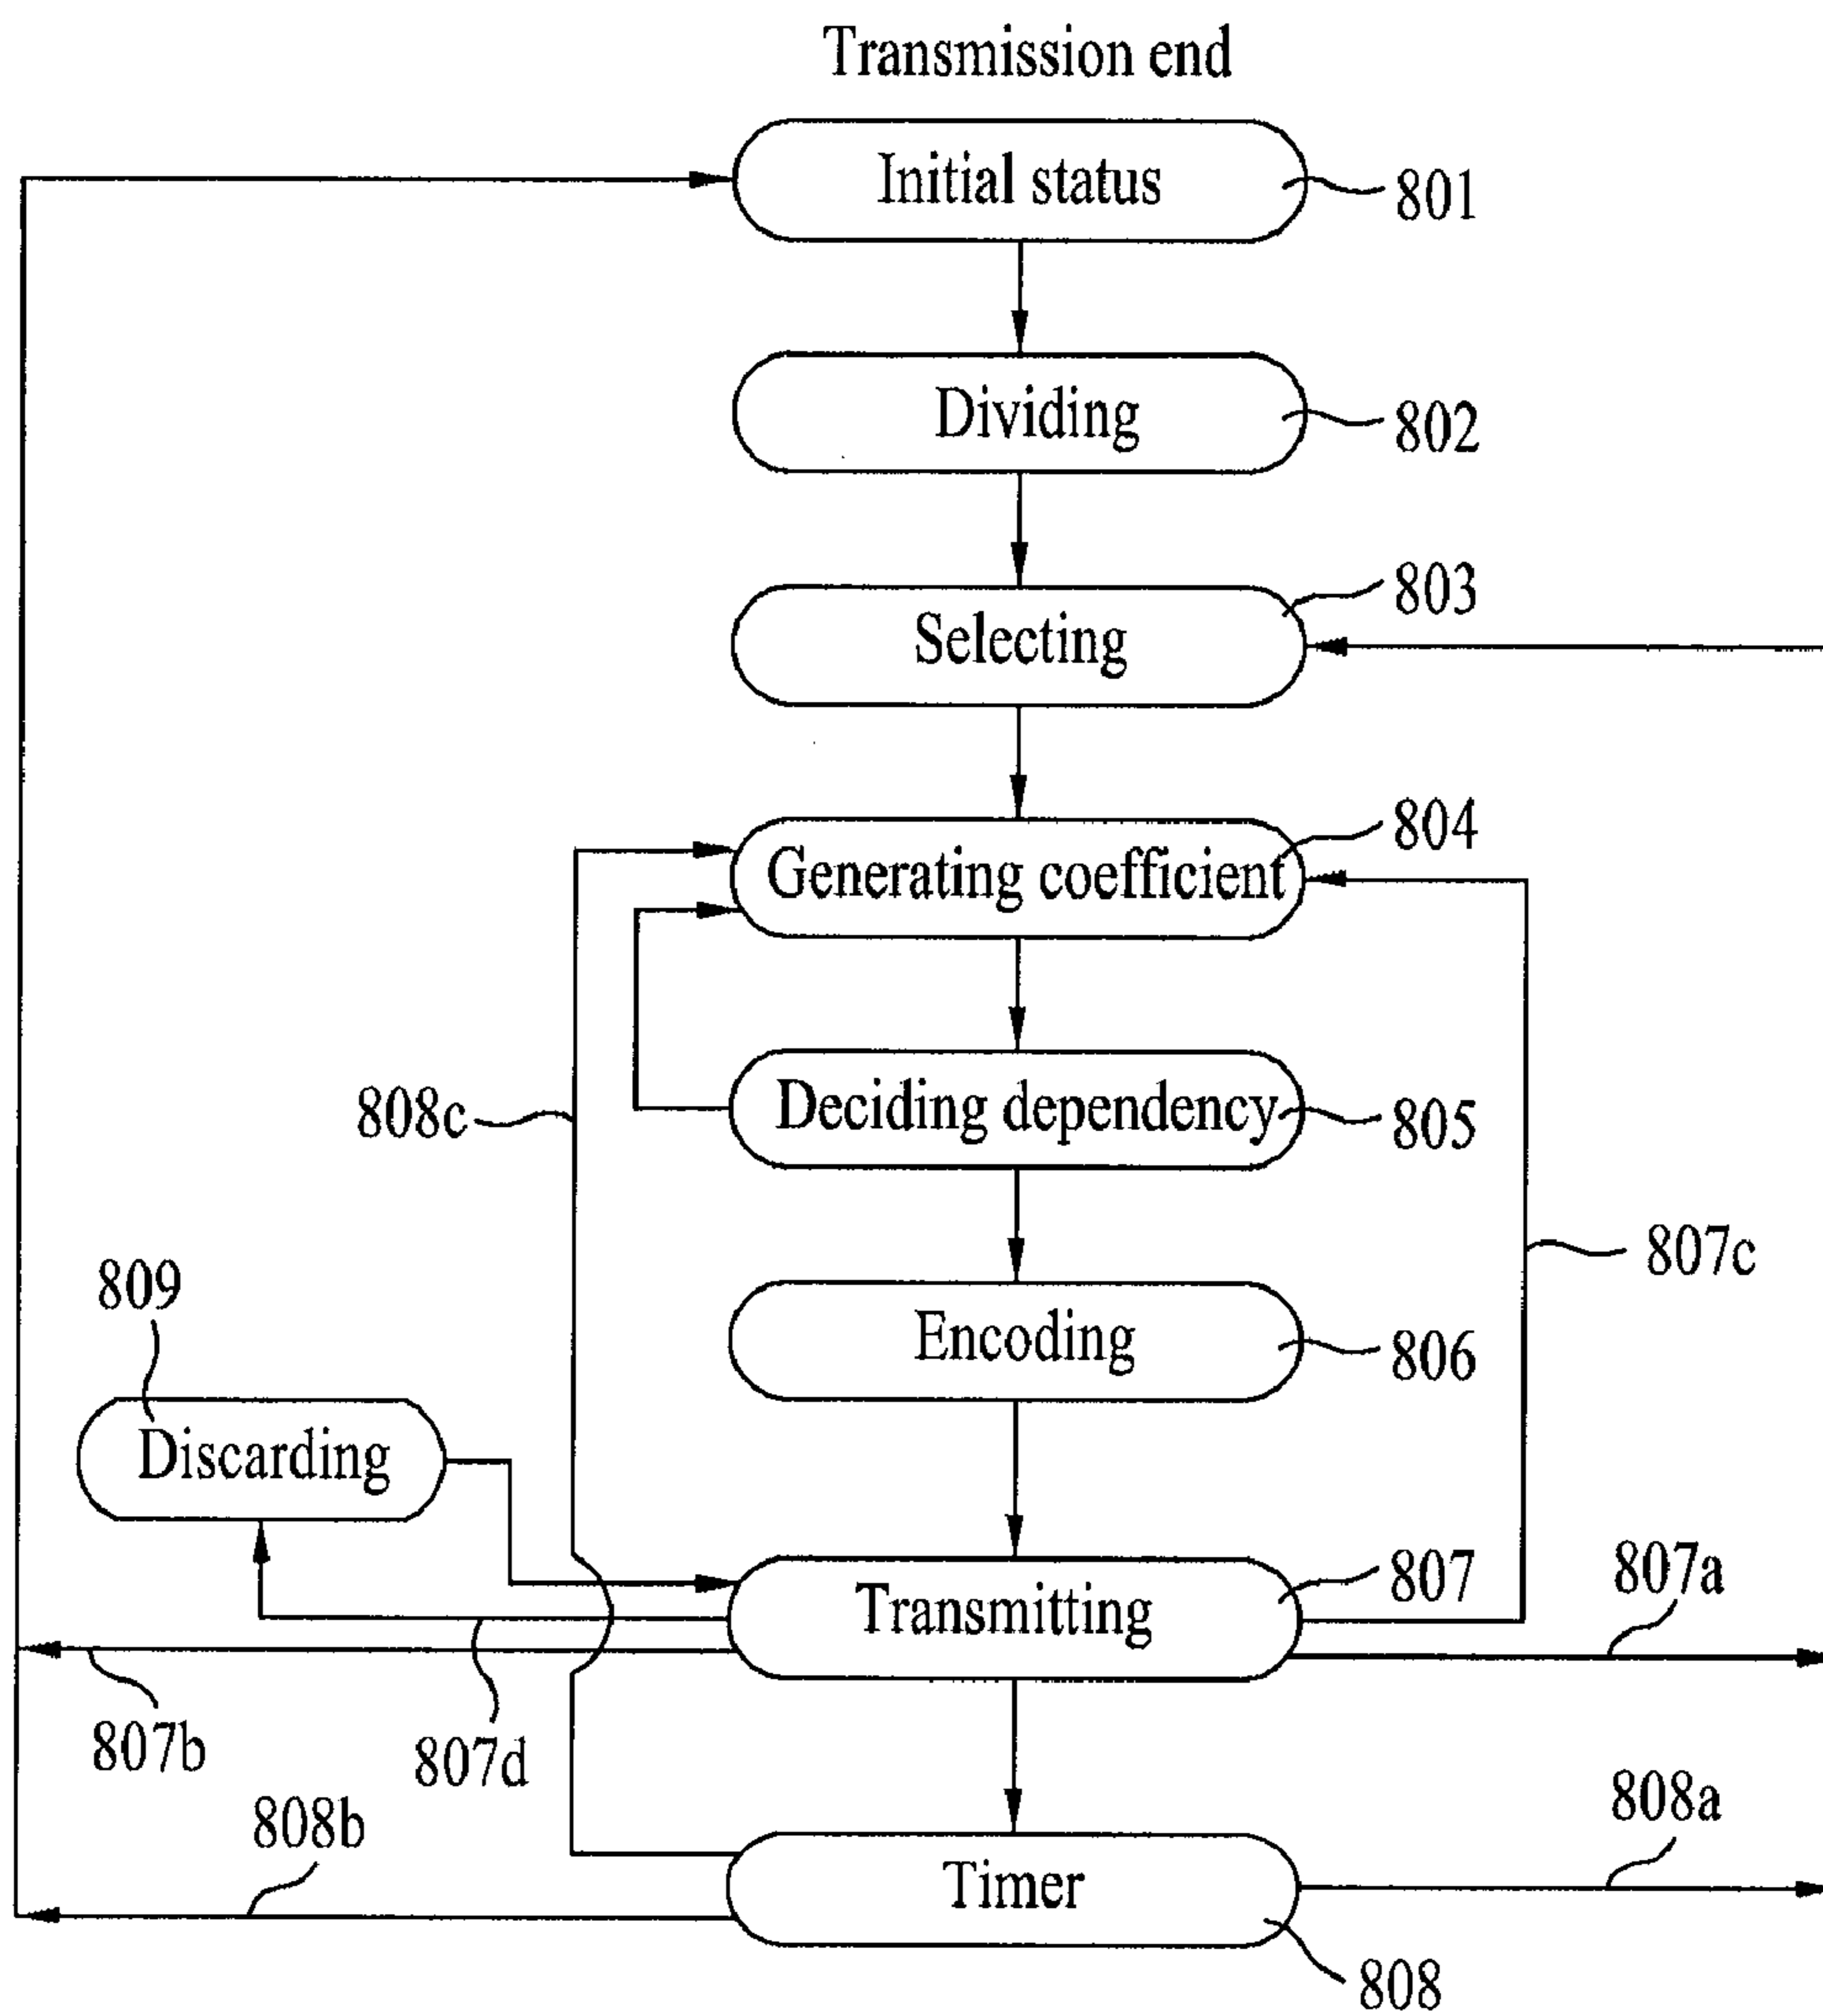 Transmission end
Initial status
801
Dividing
802
803
Selecting
804
Generating coefficient
808c
Deciding dependency
805
807c
809
Encoding
806
Discarding
807
807a
Transmitting
807b
807d
808b
808a
Timer
808